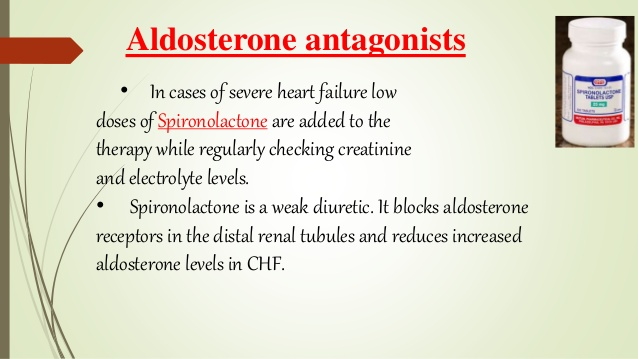 Aldosterone antagonists
• In cases of severe heart failure low
doses of Spironolactone are added to the
therapy while regularly checking creatinine
and electrolyte levels.
• Spironolactone is a weak diuretic. It blocks aldosterone
receptors in the distal renal tubules and reduces increased
aldosterone levels in CHF.
SPIRONOLACTONE
TABLETS USP
25 mg